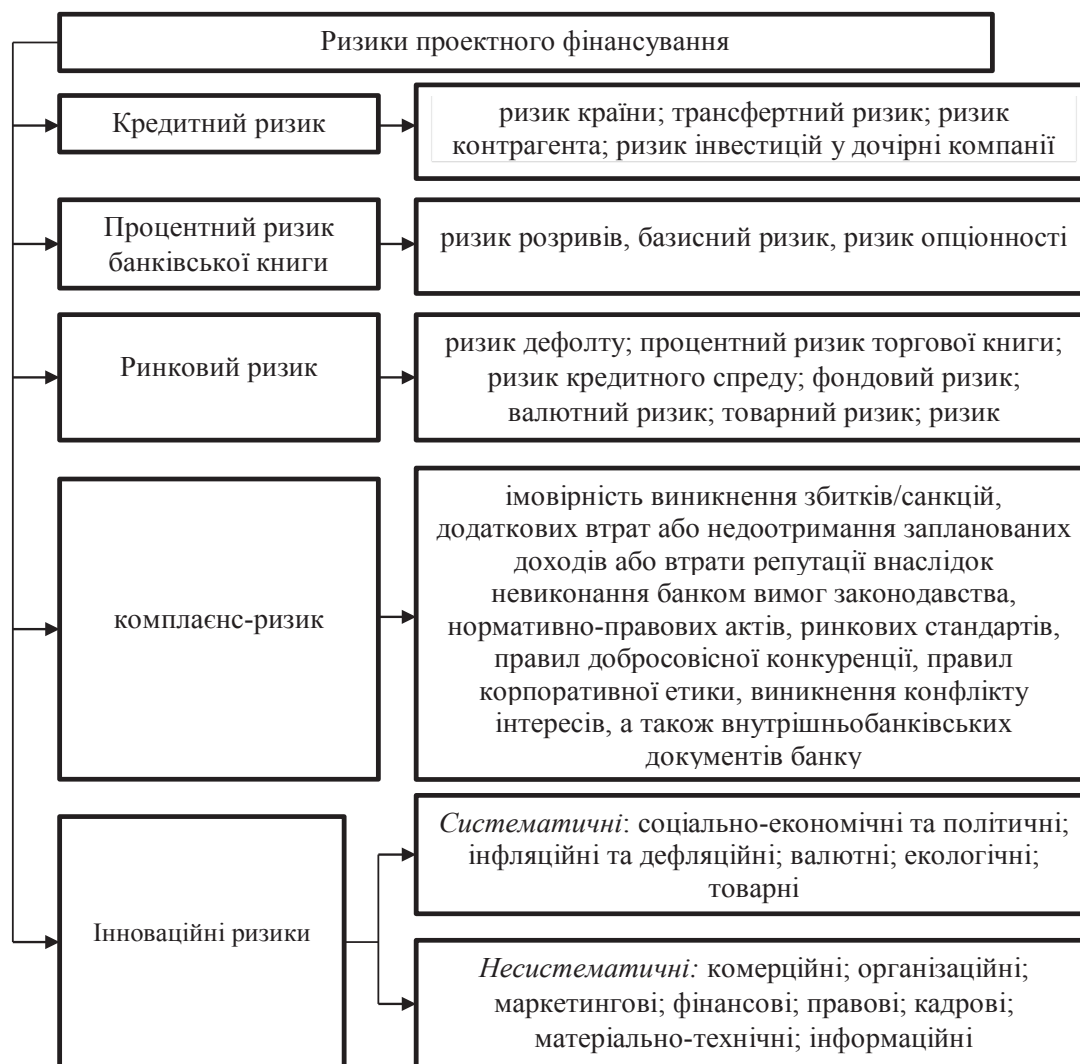 Ризики проектного фінансування
Кредитний ризик
ризик країни; трансфертний ризик; ризик
контрагента; ризик інвестицій у дочірні компанії
Процентний ризик
банківської книги
ризик розривів, базисний ризик, ризик опціонності
Ринковий ризик
ризик дефолту; процентний ризик торгової книги;
ризик кредитного спреду; фондовий ризик;
валютний ризик; товарний ризик; ризик
комплаєнс-ризик
імовірність виникнення збитків/санкцій,
додаткових втрат або недоотримання запланованих
доходів або втрати репутації внаслідок
невиконання банком вимог законодавства,
нормативно-правових актів, ринкових стандартів,
правил добросовісної конкуренції, правил
корпоративної етики, виникнення конфлікту
інтересів, а також внутрішньобанківських
документів банку
Інноваційні ризики
Систематичні: соціально-економічні та політичні;
інфляційні та дефляційні; валютні; екологічні;
товарні
Несистематичні: комерційні; організаційні;
маркетингові; фінансові; правові; кадрові;
матеріально-технічні; інформаційні